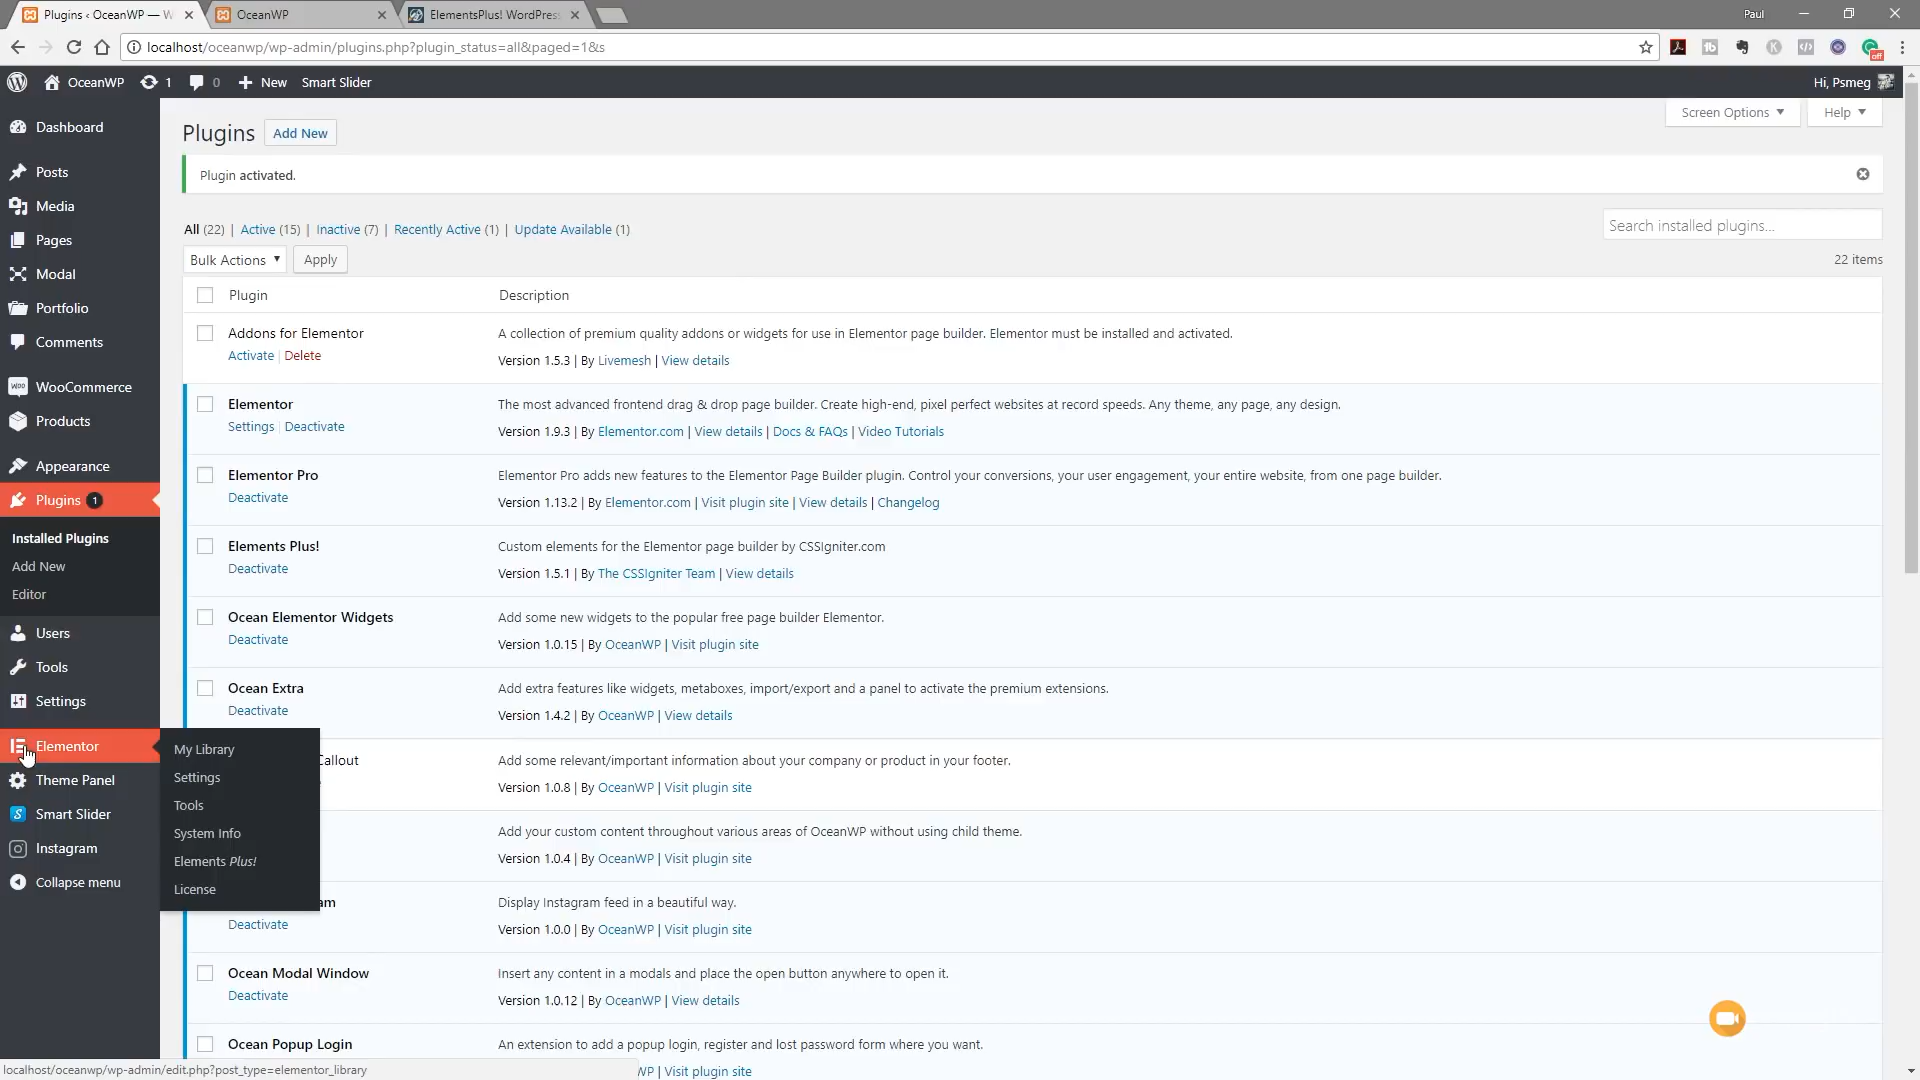 Plugins ‹ OceanWP — W
OceanWP
ElementsPlus! WordPres
Paul
localhost/oceanwp/wp-admin/plugins.php?plugin_status=all&paged=1&s
OceanWP 1 0 New Smart Slider Hi, Psmeg
Dashboard
Posts
Media
Pages
Modal
Portfolio
Comments
WooCommerce
Products
Appearance
Plugins 1
Installed Plugins
Add New
Editor
Users
Tools
Settings
Elementor
Theme Panel
Smart Slider
Instagram
Collapse menu
My Library
Settings
Tools
System Info
Elements Plus!
License
Screen Options Help
Plugins Add New
Plugin activated.
All (22) | Active (15) | Inactive (7) | Recently Active (1) | Update Available (1)
Search installed plugins...
Bulk Actions Apply
22 items
Plugin Description
Addons for Elementor
Activate | Delete
A collection of premium quality addons or widgets for use in Elementor page builder. Elementor must be installed and activated.
Version 1.5.3 | By Livemesh | View details
Elementor
Settings | Deactivate
The most advanced frontend drag & drop page builder. Create high-end, pixel perfect websites at record speeds. Any theme, any page, any design.
Version 1.9.3 | By Elementor.com | View details | Docs & FAQs | Video Tutorials
Elementor Pro
Deactivate
Elementor Pro adds new features to the Elementor Page Builder plugin. Control your conversions, your user engagement, your entire website, from one page builder.
Version 1.13.2 | By Elementor.com | Visit plugin site | View details | Changelog
Elements Plus!
Deactivate
Custom elements for the Elementor page builder by CSSIgniter.com
Version 1.5.1 | By The CSSIgniter Team | View details
Ocean Elementor Widgets
Deactivate
Add some new widgets to the popular free page builder Elementor.
Version 1.0.15 | By OceanWP | Visit plugin site
Ocean Extra
Deactivate
Add extra features like widgets, metaboxes, import/export and a panel to activate the premium extensions.
Version 1.4.2 | By OceanWP | View details
Callout
Add some relevant/important information about your company or product in your footer.
Version 1.0.8 | By OceanWP | Visit plugin site
Add your custom content throughout various areas of OceanWP without using child theme.
Version 1.0.4 | By OceanWP | Visit plugin site
am
Deactivate
Display Instagram feed in a beautiful way.
Version 1.0.0 | By OceanWP | Visit plugin site
Ocean Modal Window
Deactivate
Insert any content in a modals and place the open button anywhere to open it.
Version 1.0.12 | By OceanWP | View details
Ocean Popup Login
An extension to add a popup login, register and lost password form where you want.
WP | Visit plugin site
localhost/oceanwp/wp-admin/edit.php?post_type=elementor_library